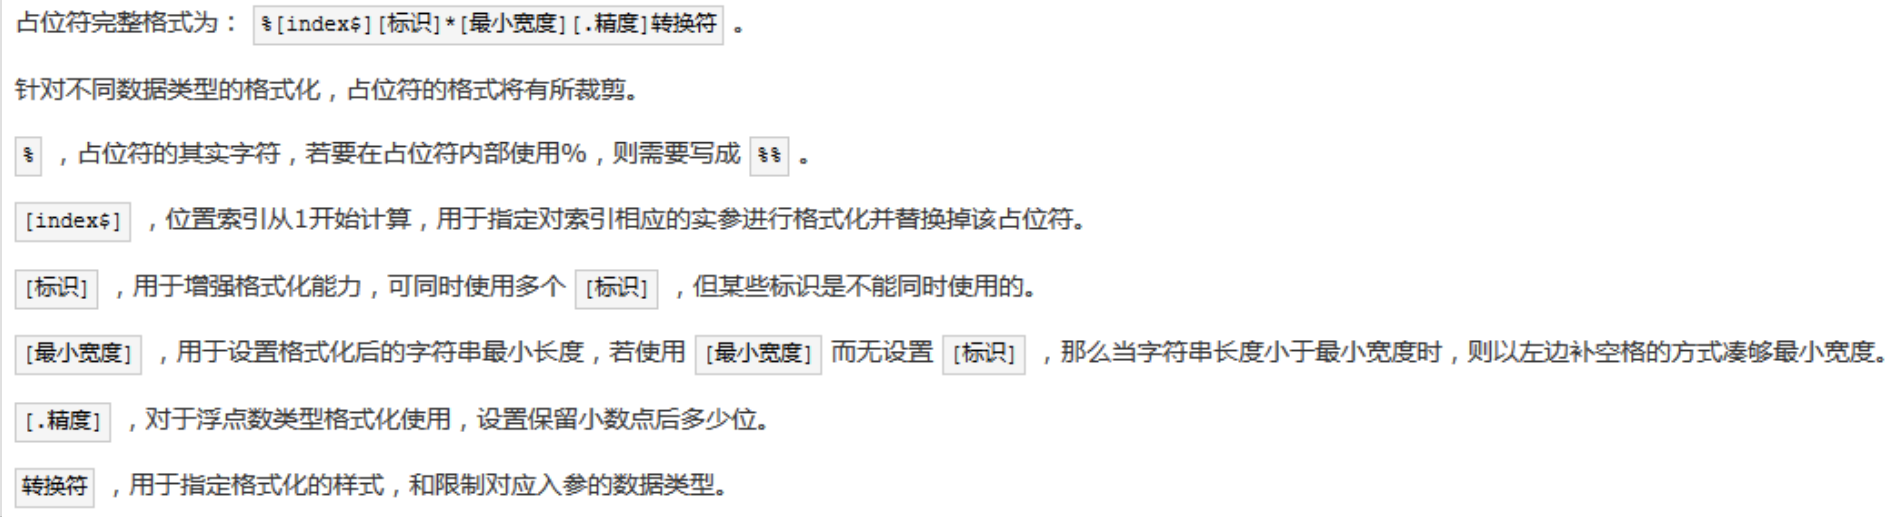 占位符完整格式为： %[index$][标识]*[最小宽度][.精度]转换符 。
针对不同数据类型的格式化，占位符的格式将有所裁剪。
% ，占位符的其实字符，若要在占位符内部使用%，则需要写成 %% 。
[index$] ，位置索引从1开始计算，用于指定对索引相应的实参进行格式化并替换掉该占位符。
[标识] ，用于增强格式化能力，可同时使用多个 [标识] ，但某些标识是不能同时使用的。
[最小宽度] ，用于设置格式化后的字符串最小长度，若使用 [最小宽度] 而无设置 [标识] ，那么当字符串长度小于最小宽度时，则以左边补空格的方式凑够最小宽度。
[.精度] ，对于浮点数类型格式化使用，设置保留小数点后多少位。
转换符 ，用于指定格式化的样式，和限制对应入参的数据类型。